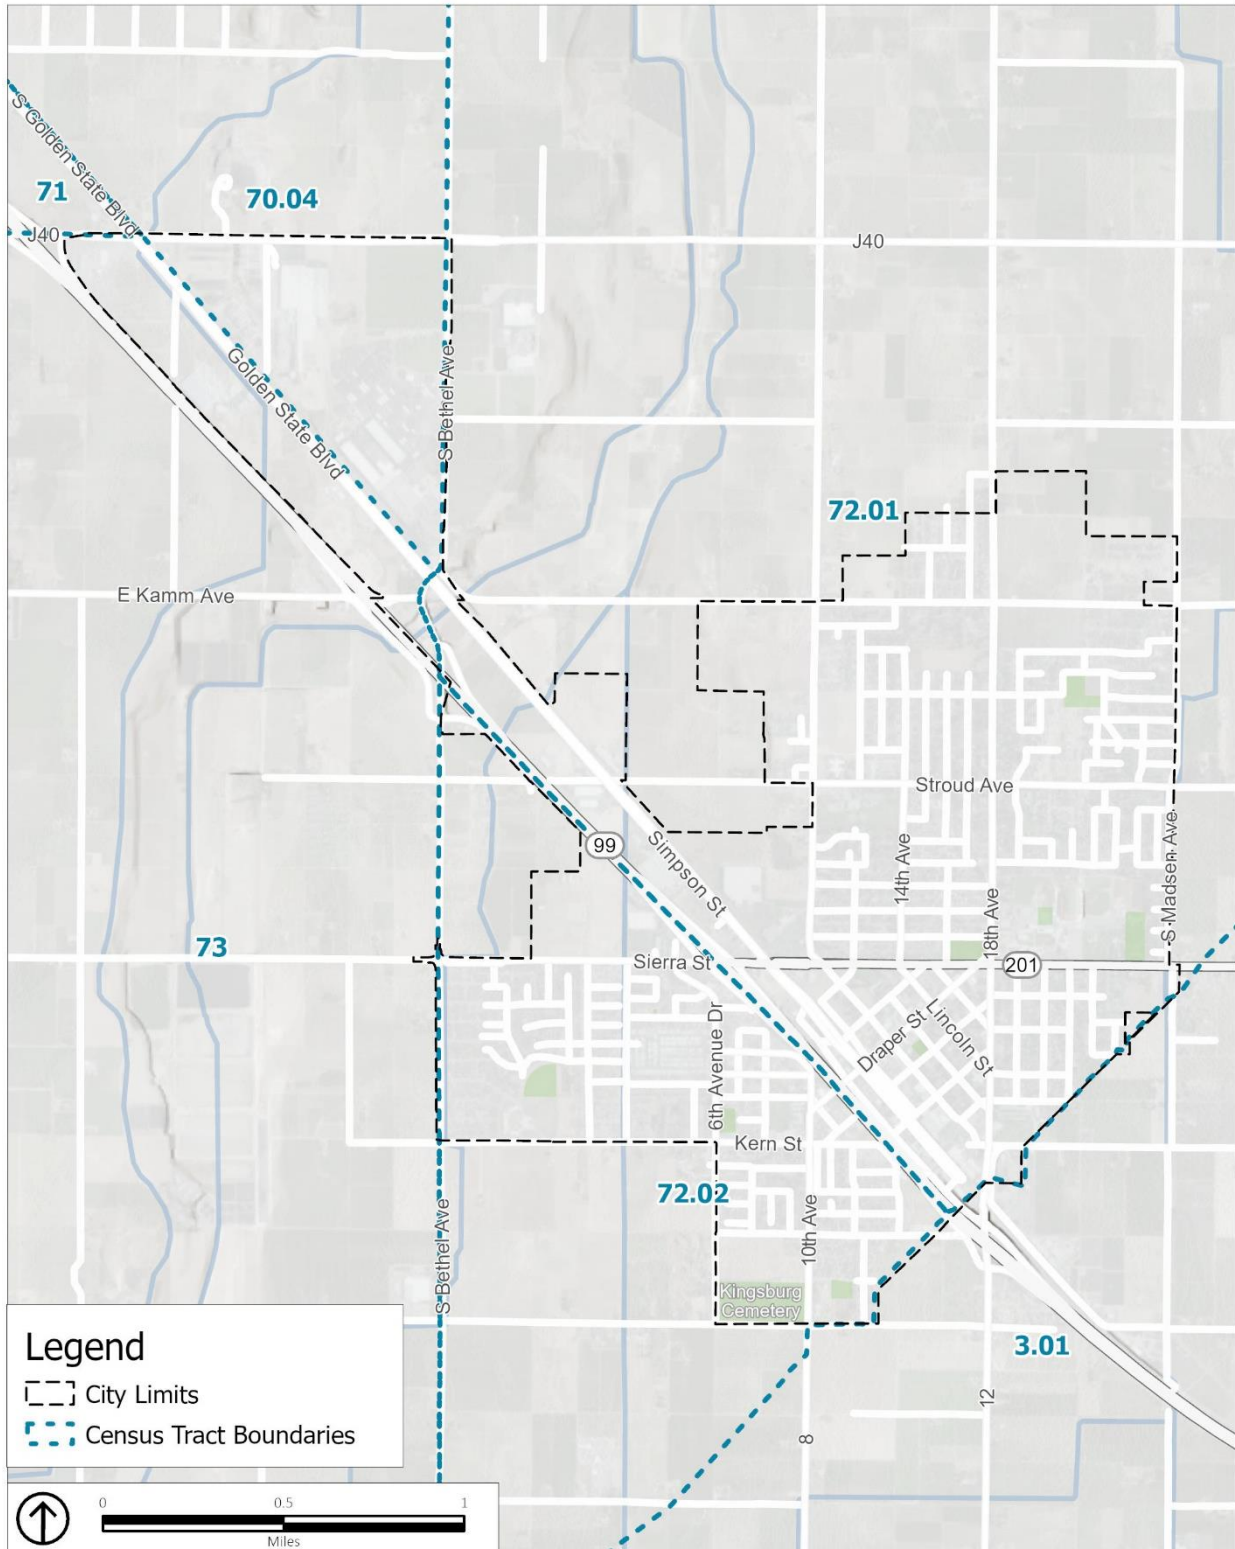 S Golden State Blvd
71
70.04
J40
J40
Golden State Blvd
S Bethel Ave
72.01
E Kamm Ave
Stroud Ave
99
Simpson St
14th Ave
18th Ave
S Madsen Ave
73
Sierra St
201
6th Avenue Dr
Draper St
Lincoln St
Kern St
72.02
10th Ave
S Bethel Ave
Kingsburg
Cemetery
3.01
12
8
Legend
City Limits
Census Tract Boundaries
0 0.5 1
Miles